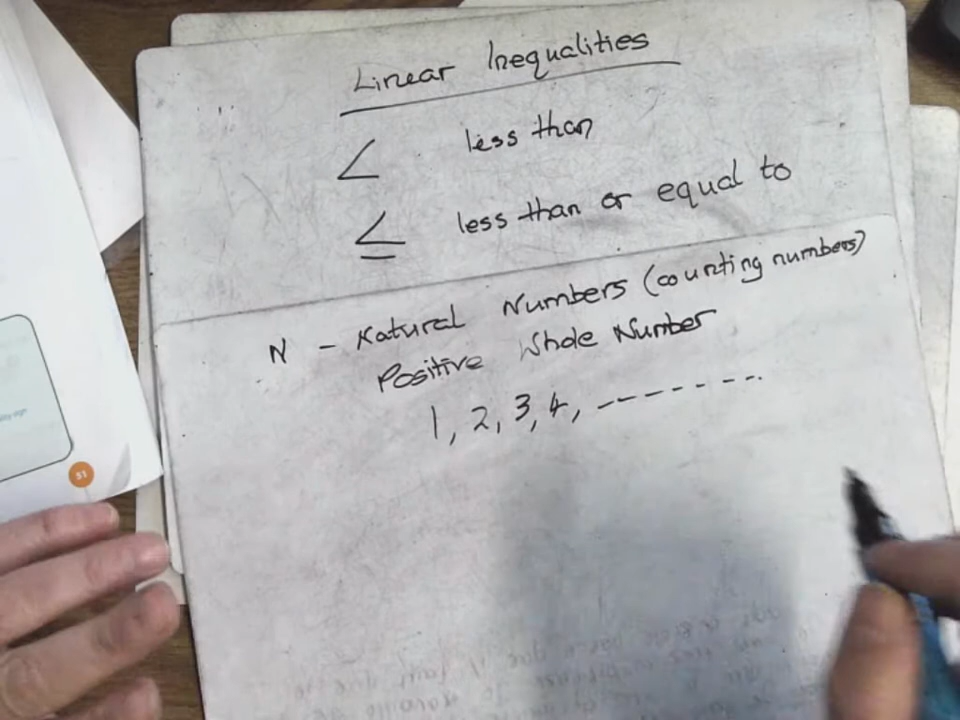 Linear Inequalities
< less than
≤ less than or equal to
N - Natural Numbers (counting numbers)
Positive Whole Number
1, 2, 3, 4, --------.
51